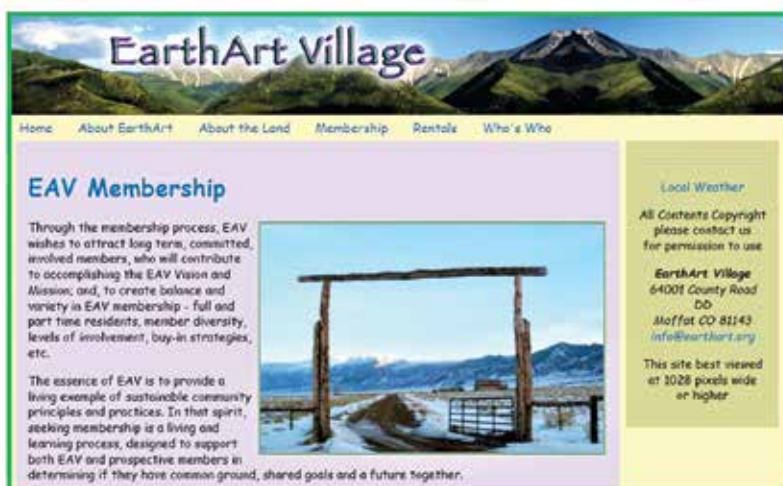 EarthArt Village
Home About EarthArt About the Land Membership Rentals Who's Who
EAV Membership
Through the membership process, EAV
wishes to attract long term, committed,
involved members, who will contribute
to accomplishing the EAV Vision and
Mission; and, to create balance and
variety in EAV membership - full and
part time residents, member diversity,
levels of involvement, buy-in strategies,
etc.
The essence of EAV is to provide a
living example of sustainable community
principles and practices. In that spirit,
seeking membership is a living and
learning process, designed to support
both EAV and prospective members in
determining if they have common ground, shared goals and a future together.
Local Weather
All Contents Copyright
please contact us
for permission to use
EarthArt Village
64001 County Road
DD
Moffat CO 81143
info@earthart.org
This site best viewed
at 1028 pixels wide
or higher